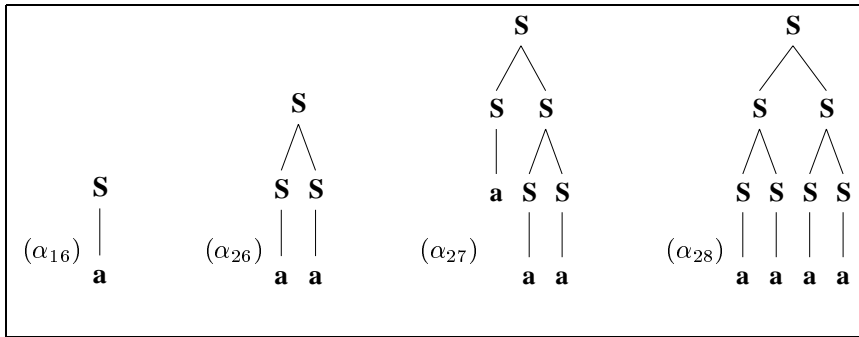 S
S
S
S S
S S
S
S S
a S S
S S S S
(α₁₆) a
(α₂₆) a a
(α₂₇) a a
(α₂₈) a a a a